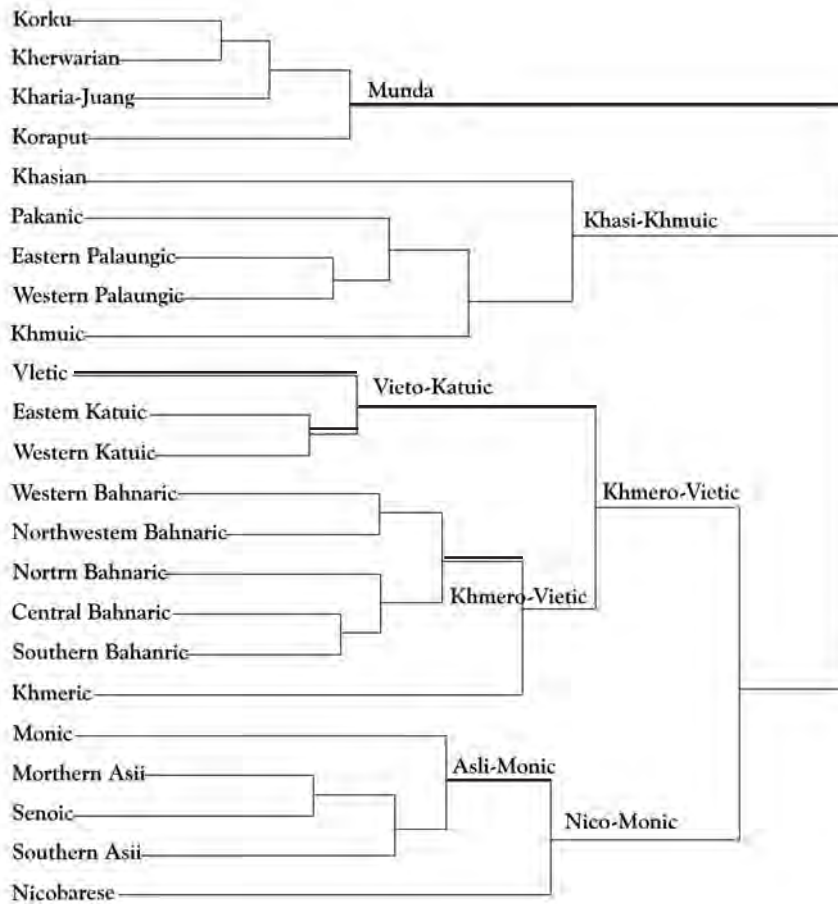 Korku
Kherwarian
Kharia-Juang
Munda
Koraput
Khasian
Pakanic
Khasi-Khmuic
Eastern Palaungic
Western Palaungic
Khmuic
Vletic
Vieto-Katuic
Eastem Katuic
Western Katuic
Western Bahnaric
Khmero-Vietic
Northwestem Bahnaric
Nortrn Bahnaric
Khmero-Vietic
Central Bahnaric
Southern Bahanric
Khmeric
Monic
Asli-Monic
Morthern Asii
Senoic
Nico-Monic
Southern Asii
Nicobarese